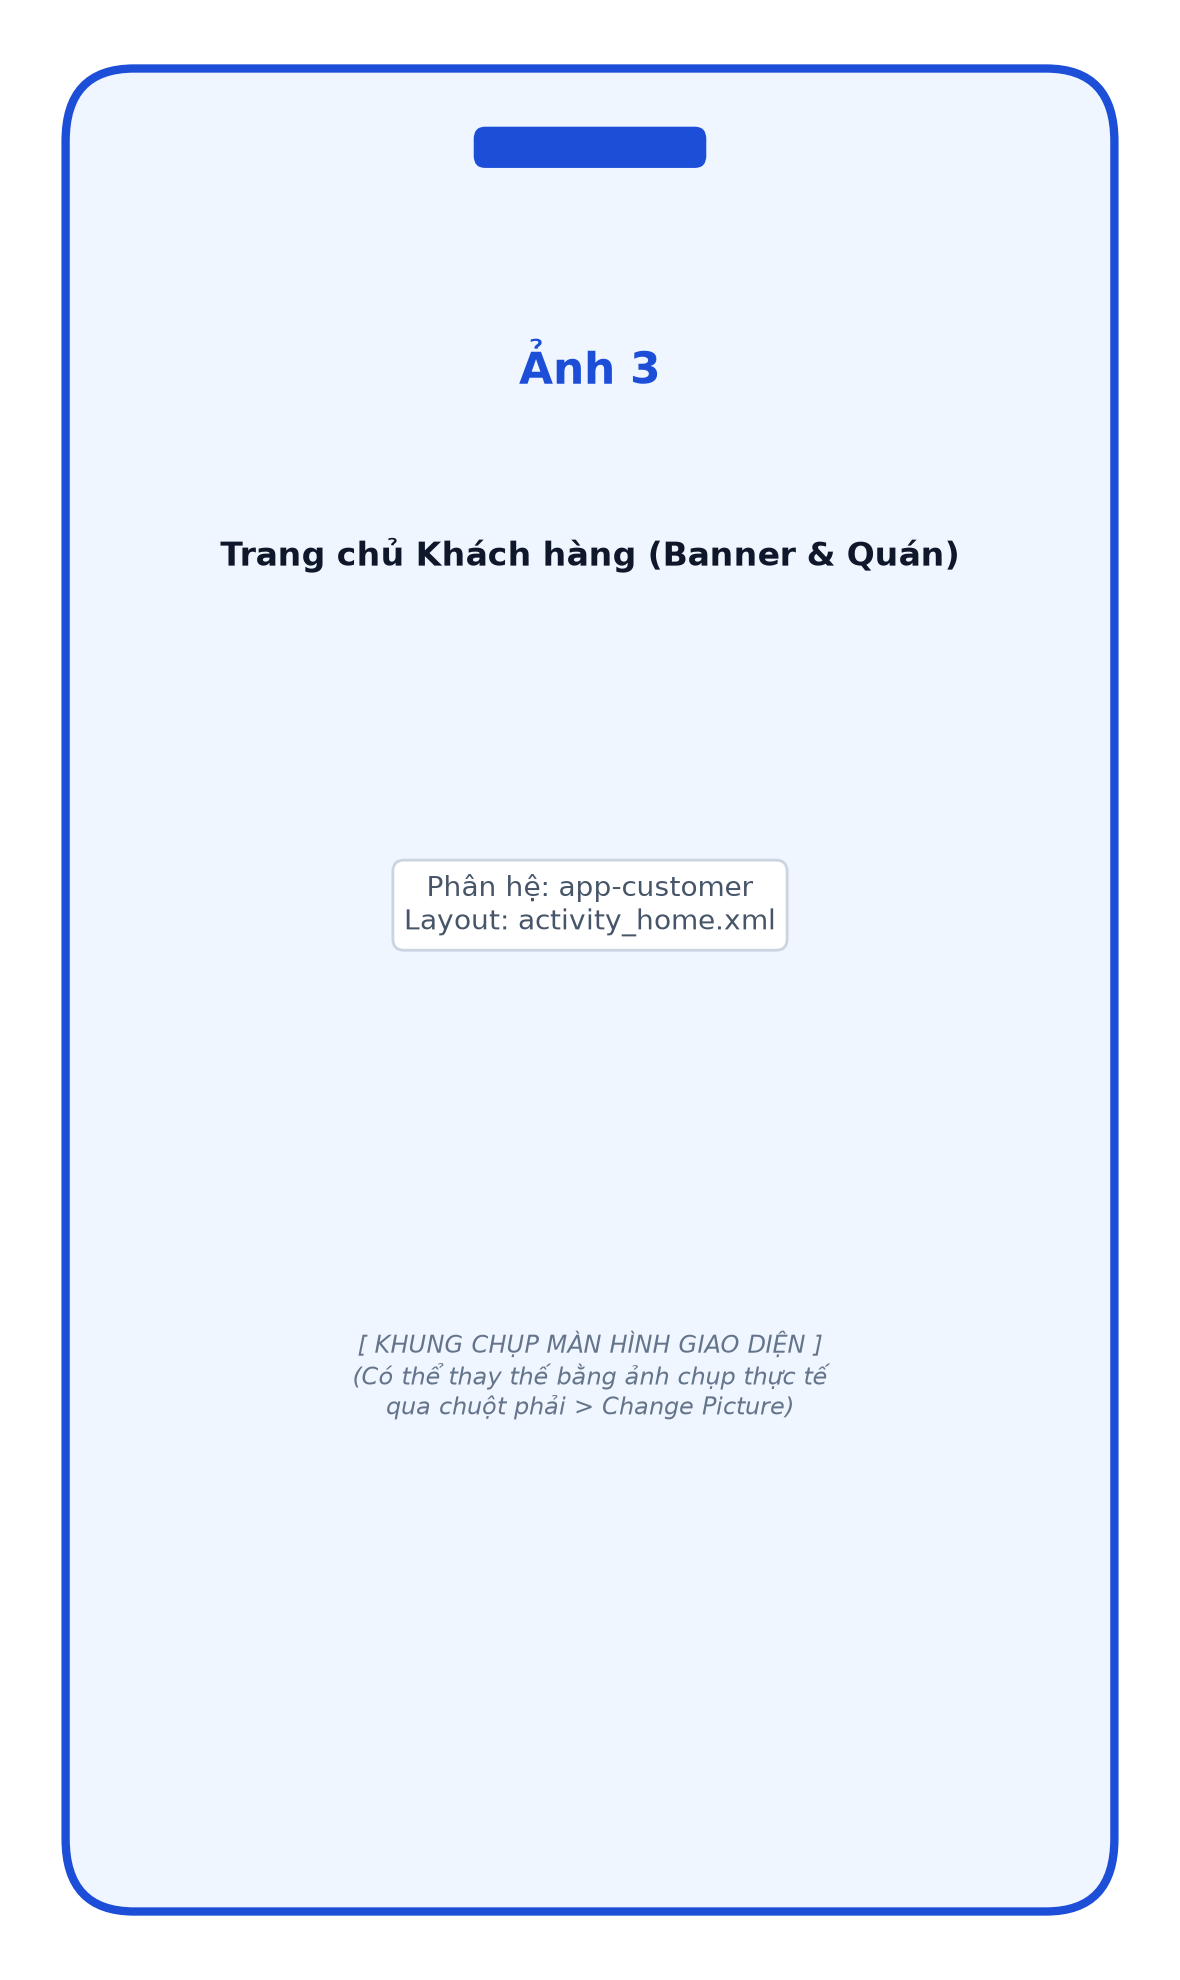 Ảnh 3
Trang chủ Khách hàng (Banner & Quán)
Phân hệ: app-customer
Layout: activity_home.xml
[ KHUNG CHỤP MÀN HÌNH GIAO DIỆN ]
(Có thể thay thế bằng ảnh chụp thực tế
qua chuột phải > Change Picture)